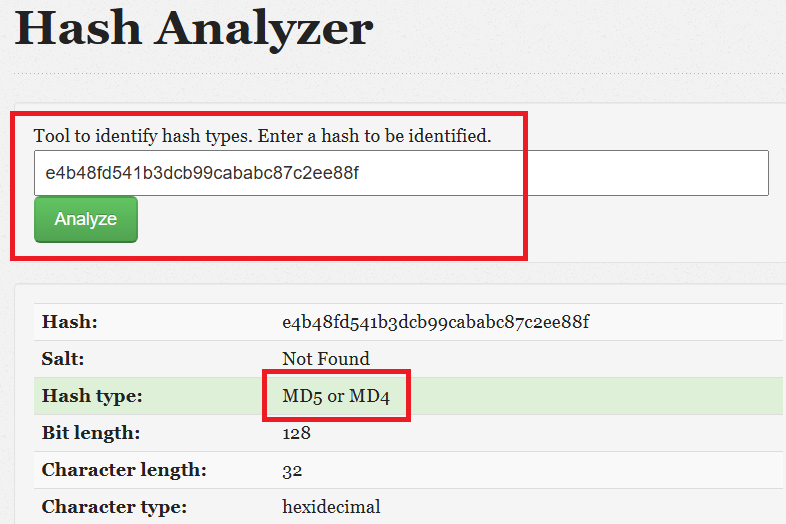 Hash Analyzer
Tool to identify hash types. Enter a hash to be identified.
e4b48fd541b3dcb99cababc87c2ee88f
Analyze
Hash: e4b48fd541b3dcb99cababc87c2ee88f
Salt: Not Found
Hash type: MD5 or MD4
Bit length: 128
Character length: 32
Character type: hexidecimal